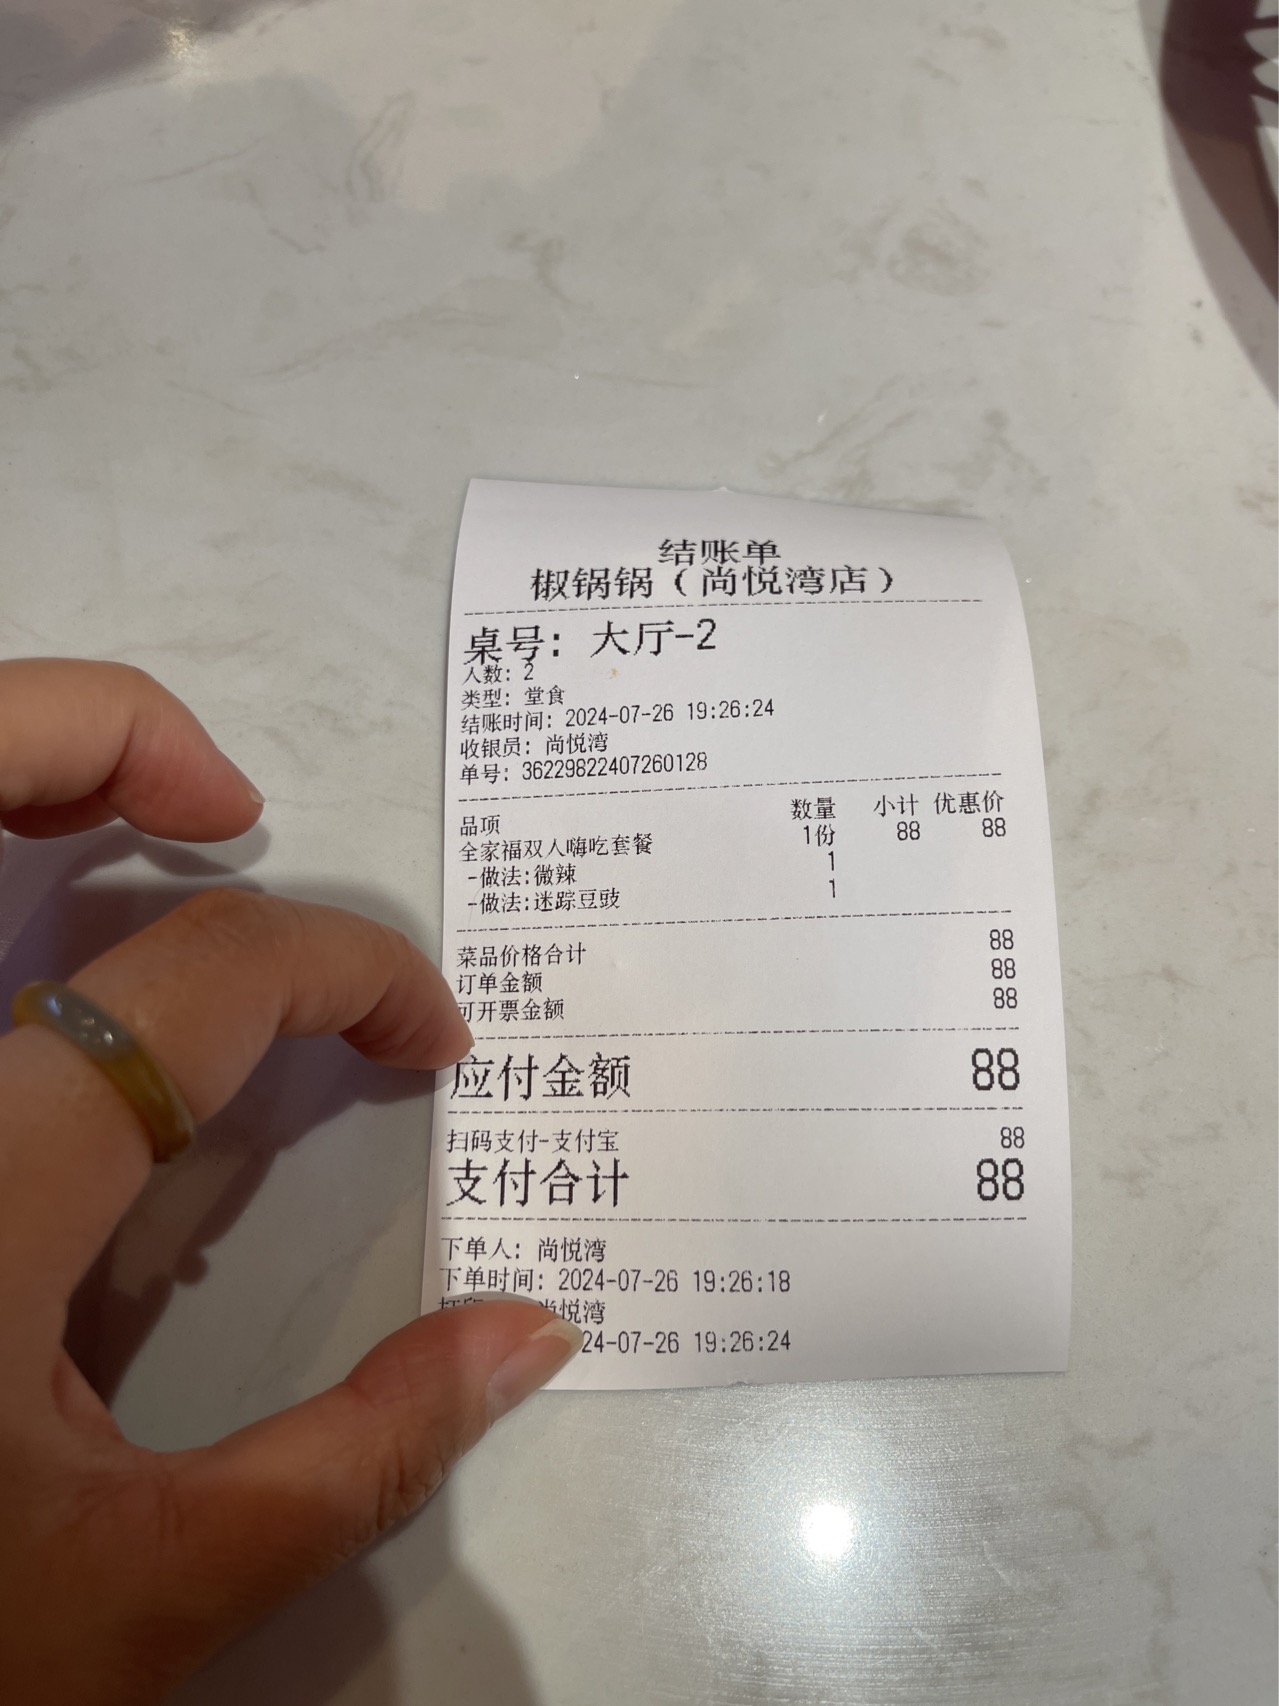 结账单
椒锅锅（尚悦湾店）
桌号：大厅-2
人数：2
类型：堂食
结账时间：2024-07-26 19:26:24
收银员：尚悦湾
单号：36229822407260128
品项 数量 小计 优惠价
全家福双人嗨吃套餐 1份 88 88
-做法:微辣 1
-做法:迷踪豆豉 1
菜品价格合计 88
订单金额 88
可开票金额 88
应付金额 88
扫码支付-支付宝 88
支付合计 88
下单人：尚悦湾
下单时间：2024-07-26 19:26:18
尚悦湾
24-07-26 19:26:24